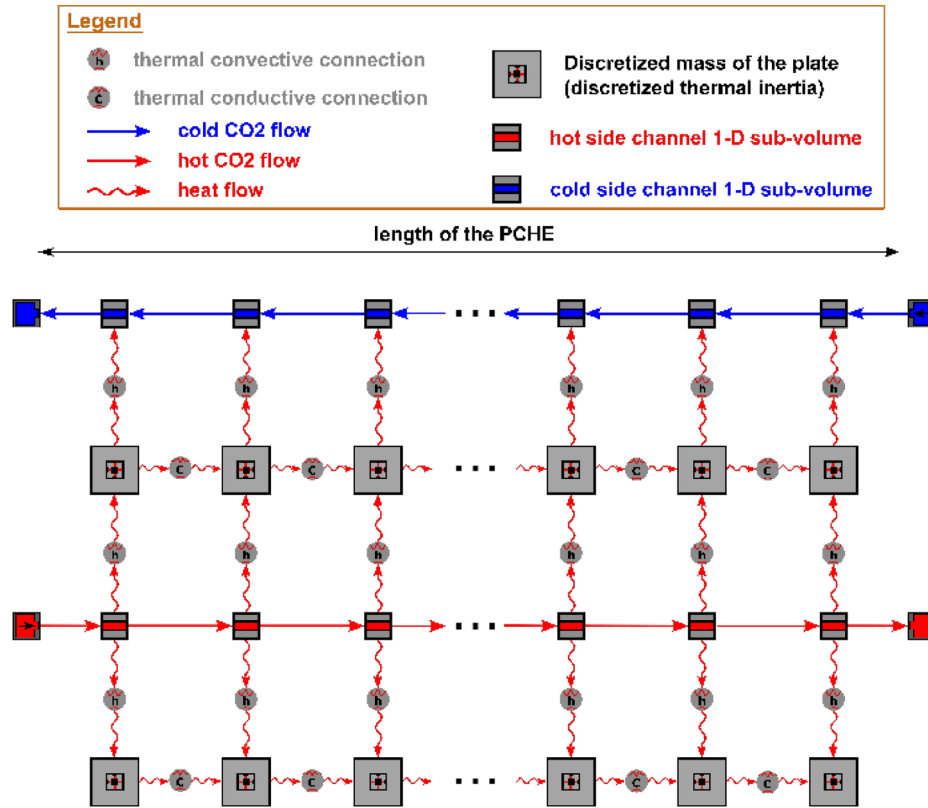 Legend
thermal convective connection
thermal conductive connection
cold CO2 flow
hot CO2 flow
heat flow
Discretized mass of the plate
(discretized thermal inertia)
hot side channel 1-D sub-volume
cold side channel 1-D sub-volume
h
c
length of the PCHE
h h h h h h
c c c c
h h h h h h
h h h h h h
c c c c